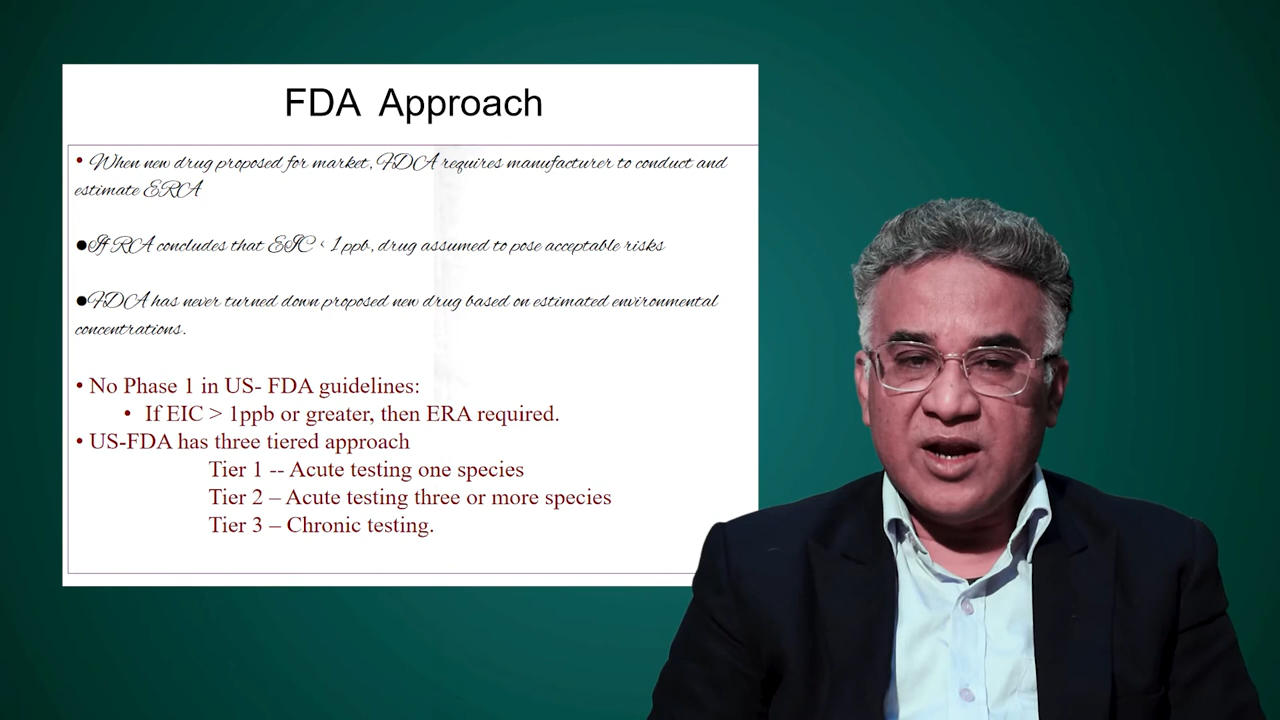 FDA Approach
• When new drug proposed for market, FDA requires manufacturer to conduct and
estimate ERA
●If RA concludes that EIC < 1 ppb, drug assumed to pose acceptable risks
●FDA has never turned down proposed new drug based on estimated environmental
concentrations.
• No Phase 1 in US- FDA guidelines:
• If EIC > 1ppb or greater, then ERA required.
• US-FDA has three tiered approach
Tier 1 -- Acute testing one species
Tier 2 – Acute testing three or more species
Tier 3 – Chronic testing.